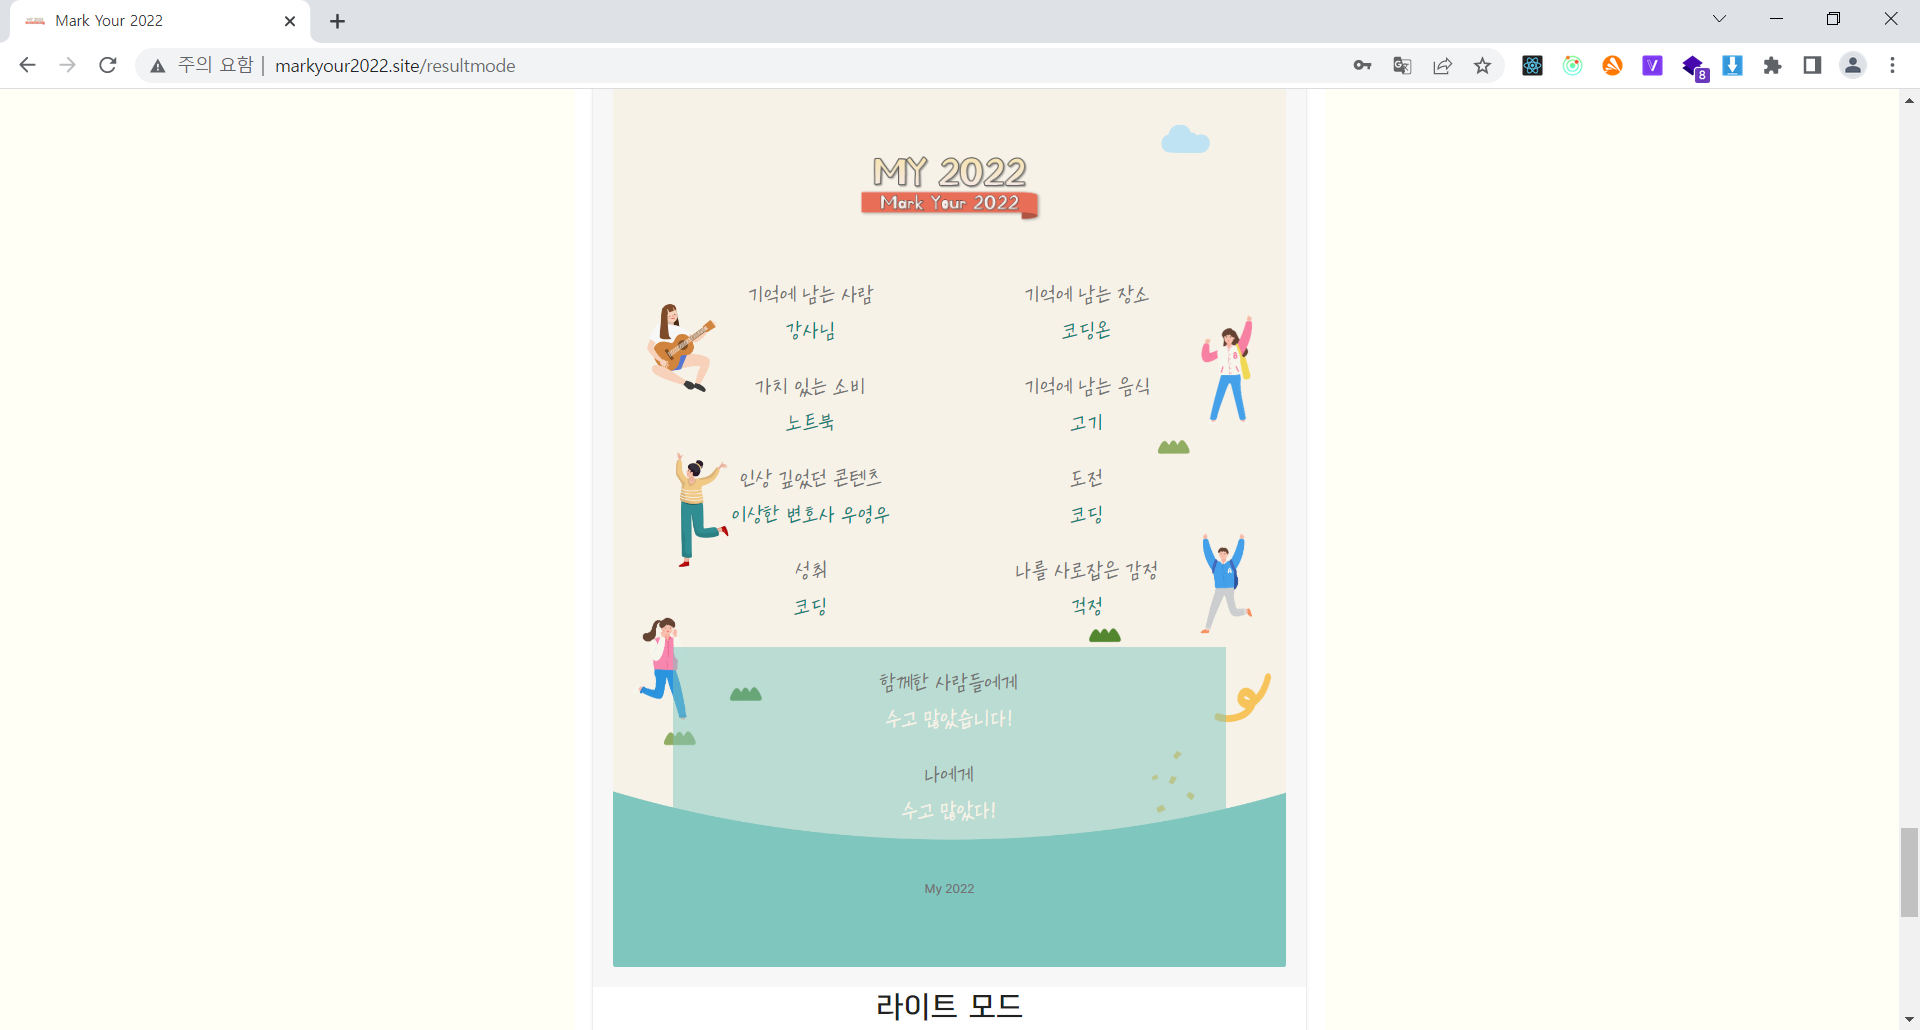 Mark Your 2022
주의 요함
markyour2022.site/resultmode
8
MY 2022
Mark Your 2022
기억에 남는 사람
강사님
기억에 남는 장소
코딩온
가치 있는 소비
노트북
기억에 남는 음식
고기
인상 깊었던 콘텐츠
이상한 변호사 우영우
도전
코딩
성취
코딩
나를 사로잡은 감정
걱정
함께한 사람들에게
수고 많았습니다!
나에게
수고 많았다!
My 2022
라이트 모드